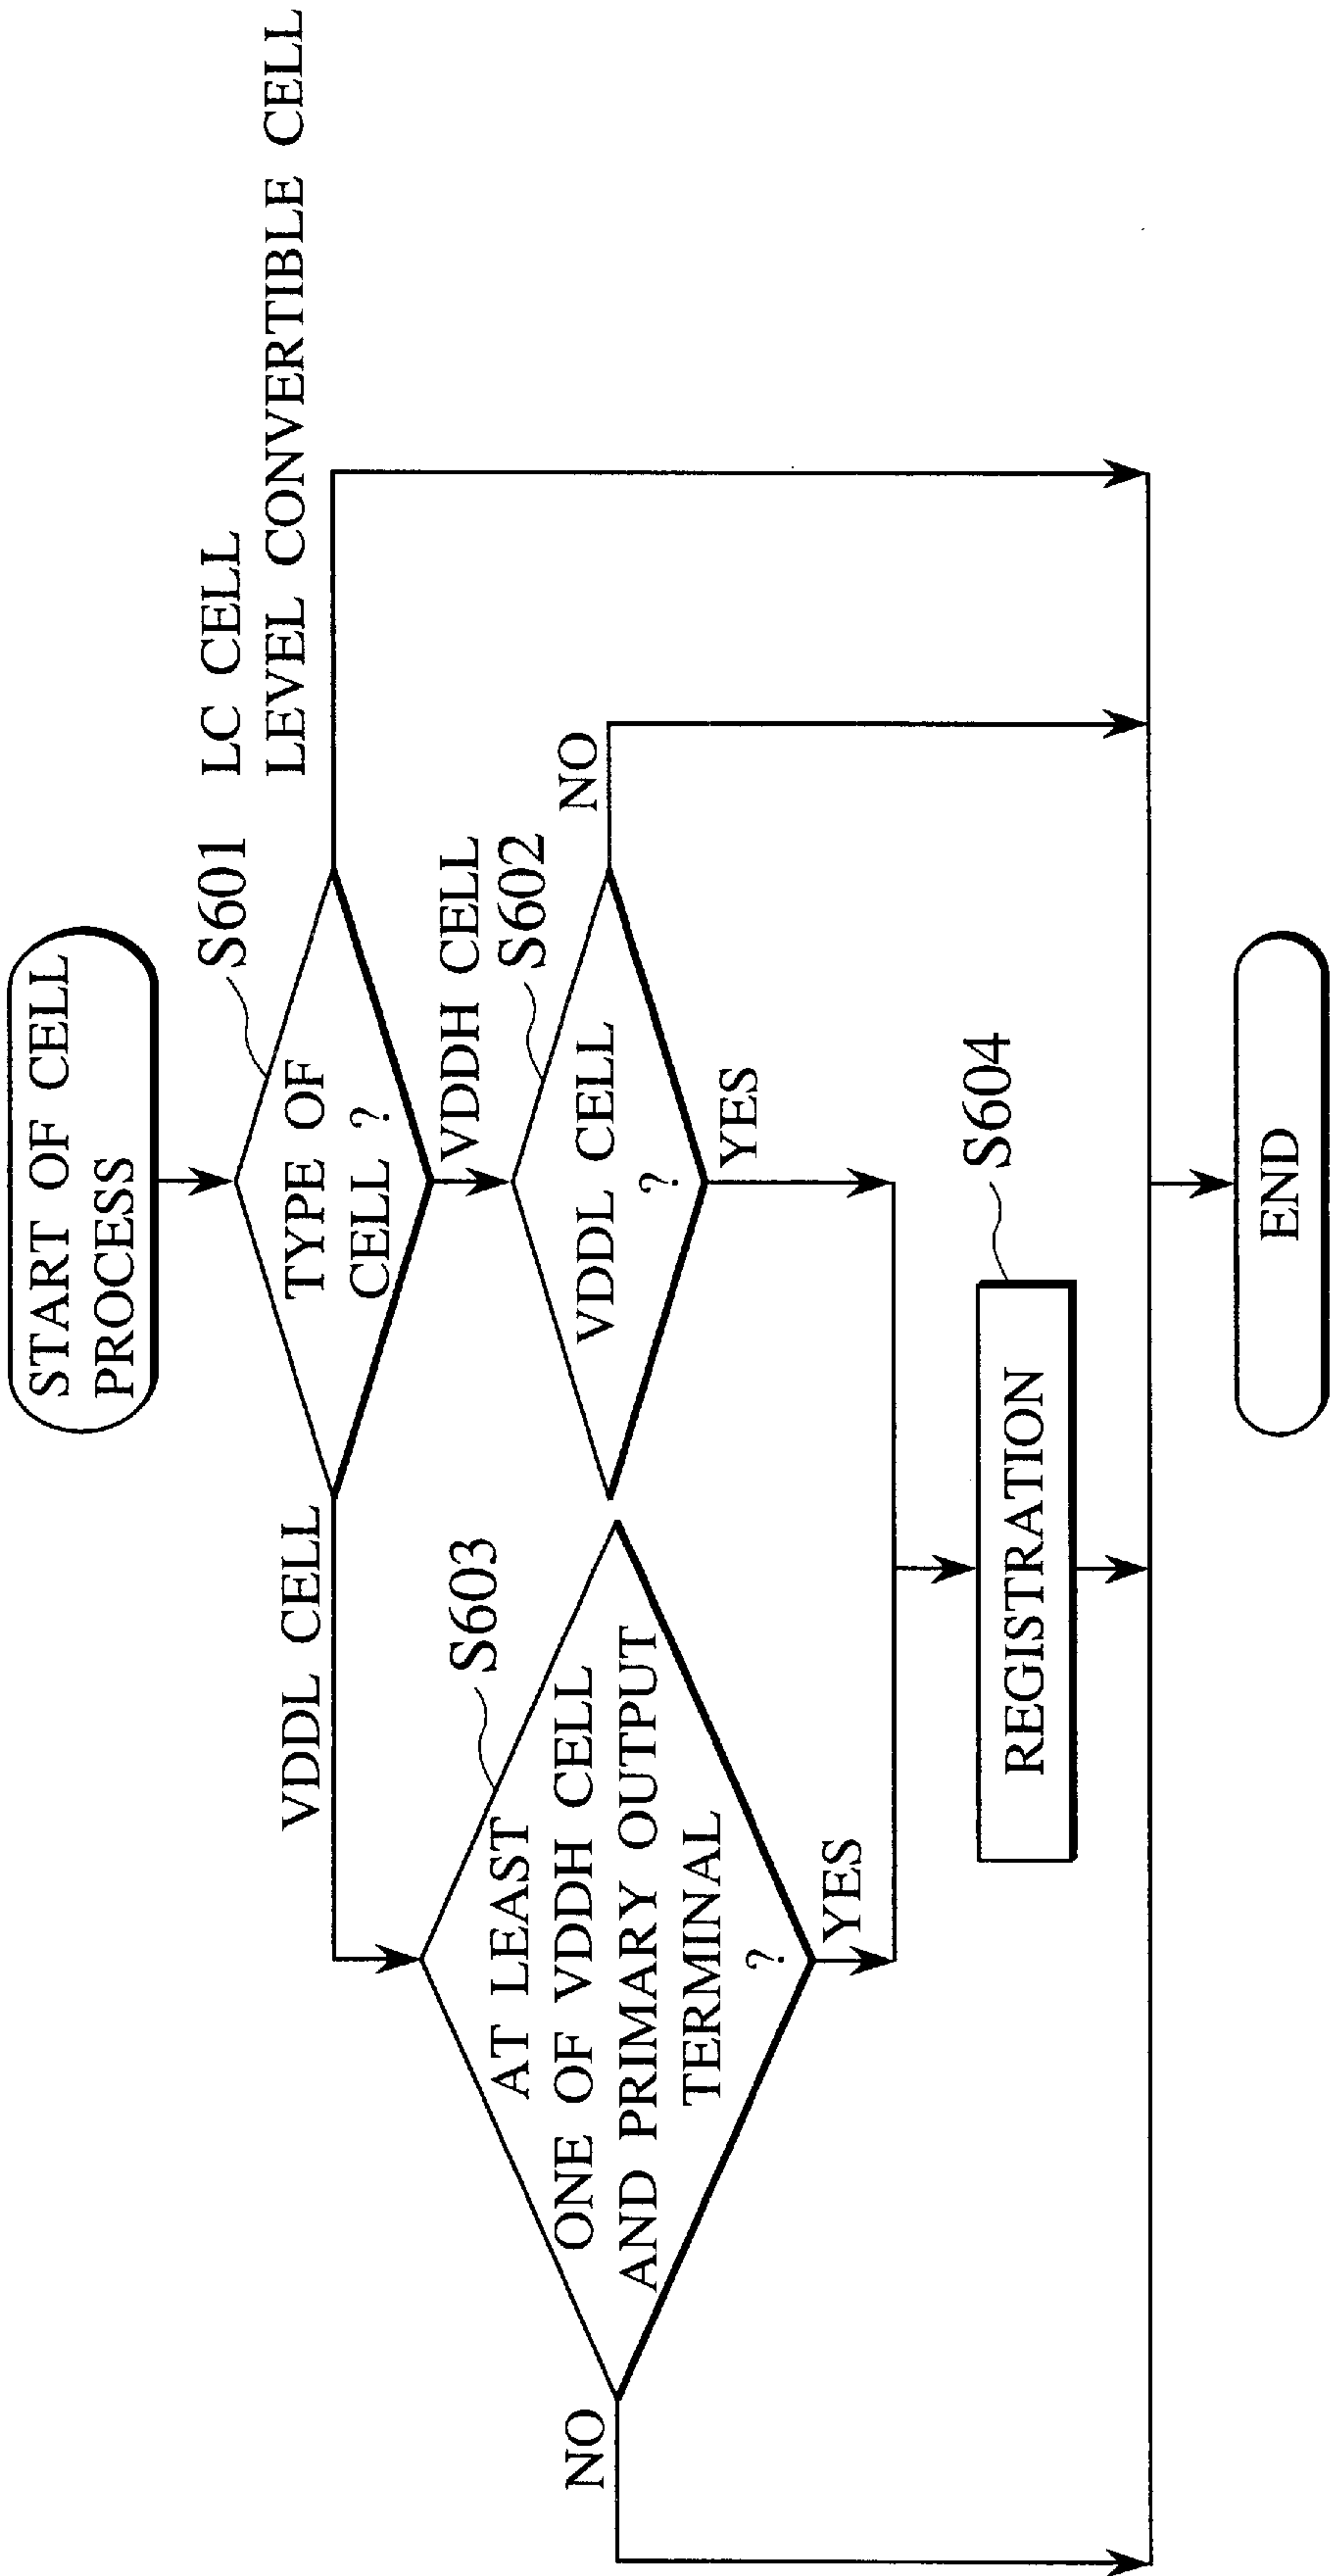 START OF CELL
PROCESS
S601
LC CELL
LEVEL CONVERTIBLE CELL
TYPE OF
CELL ?
VDDL CELL
VDDH CELL
S602
VDDL CELL
?
NO
YES
S603
AT LEAST
ONE OF VDDH CELL
AND PRIMARY OUTPUT
TERMINAL
?
NO
YES
S604
REGISTRATION
END